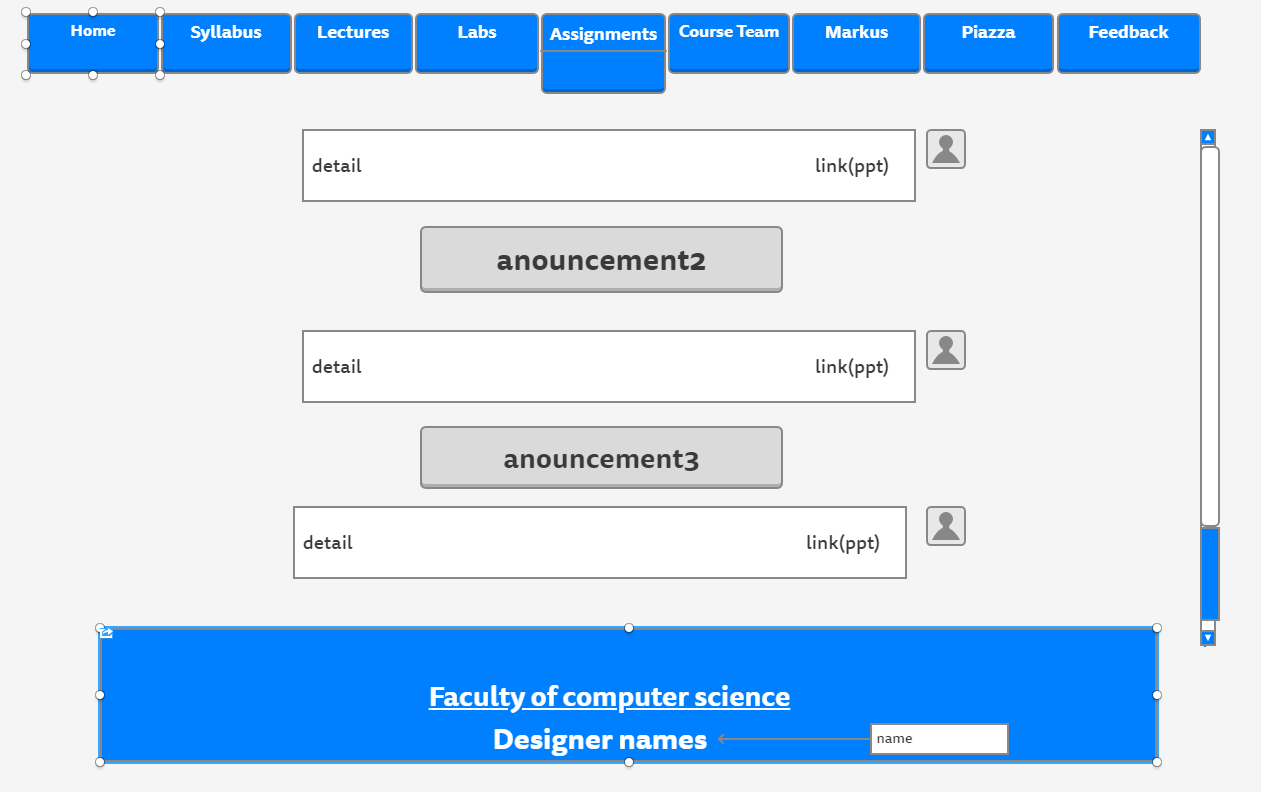 Home
Syllabus
Lectures
Labs
Assignments
Course Team
Markus
Piazza
Feedback
detail link(ppt)
anouncement2
detail link(ppt)
anouncement3
detail link(ppt)
Faculty of computer science
Designer names
name